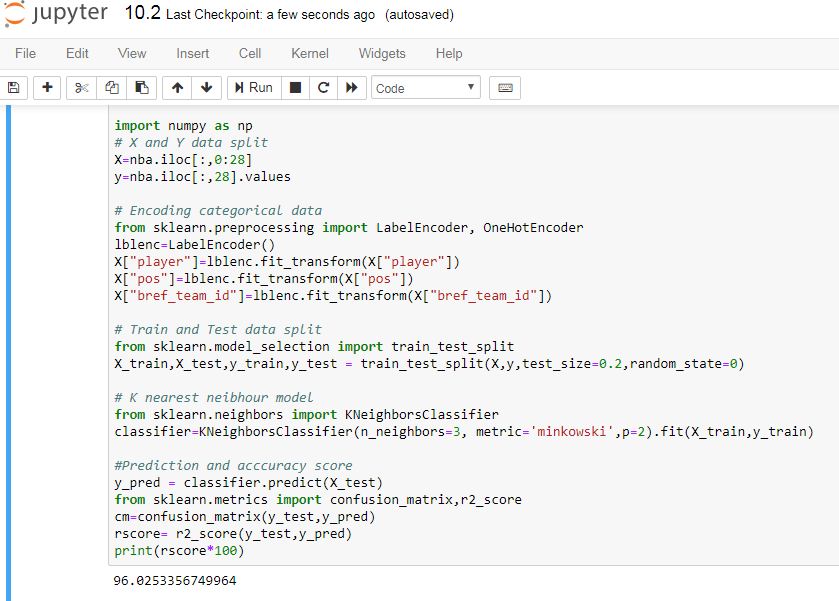 jupyter 10.2 Last Checkpoint: a few seconds ago (autosaved)
File Edit View Insert Cell Kernel Widgets Help
Run Code
import numpy as np
# X and Y data split
X=nba.iloc[:,0:28]
y=nba.iloc[:,28].values
# Encoding categorical data
from sklearn.preprocessing import LabelEncoder, OneHotEncoder
lblenc=LabelEncoder()
X["player"]=lblenc.fit_transform(X["player"])
X["pos"]=lblenc.fit_transform(X["pos"])
X["bref_team_id"]=lblenc.fit_transform(X["bref_team_id"])
# Train and Test data split
from sklearn.model_selection import train_test_split
X_train,X_test,y_train,y_test = train_test_split(X,y,test_size=0.2,random_state=0)
# K nearest neibhour model
from sklearn.neighbors import KNeighborsClassifier
classifier=KNeighborsClassifier(n_neighbors=3, metric='minkowski',p=2).fit(X_train,y_train)
#Prediction and acccuracy score
y_pred = classifier.predict(X_test)
from sklearn.metrics import confusion_matrix,r2_score
cm=confusion_matrix(y_test,y_pred)
rscore= r2_score(y_test,y_pred)
print(rscore*100)
96.0253356749964